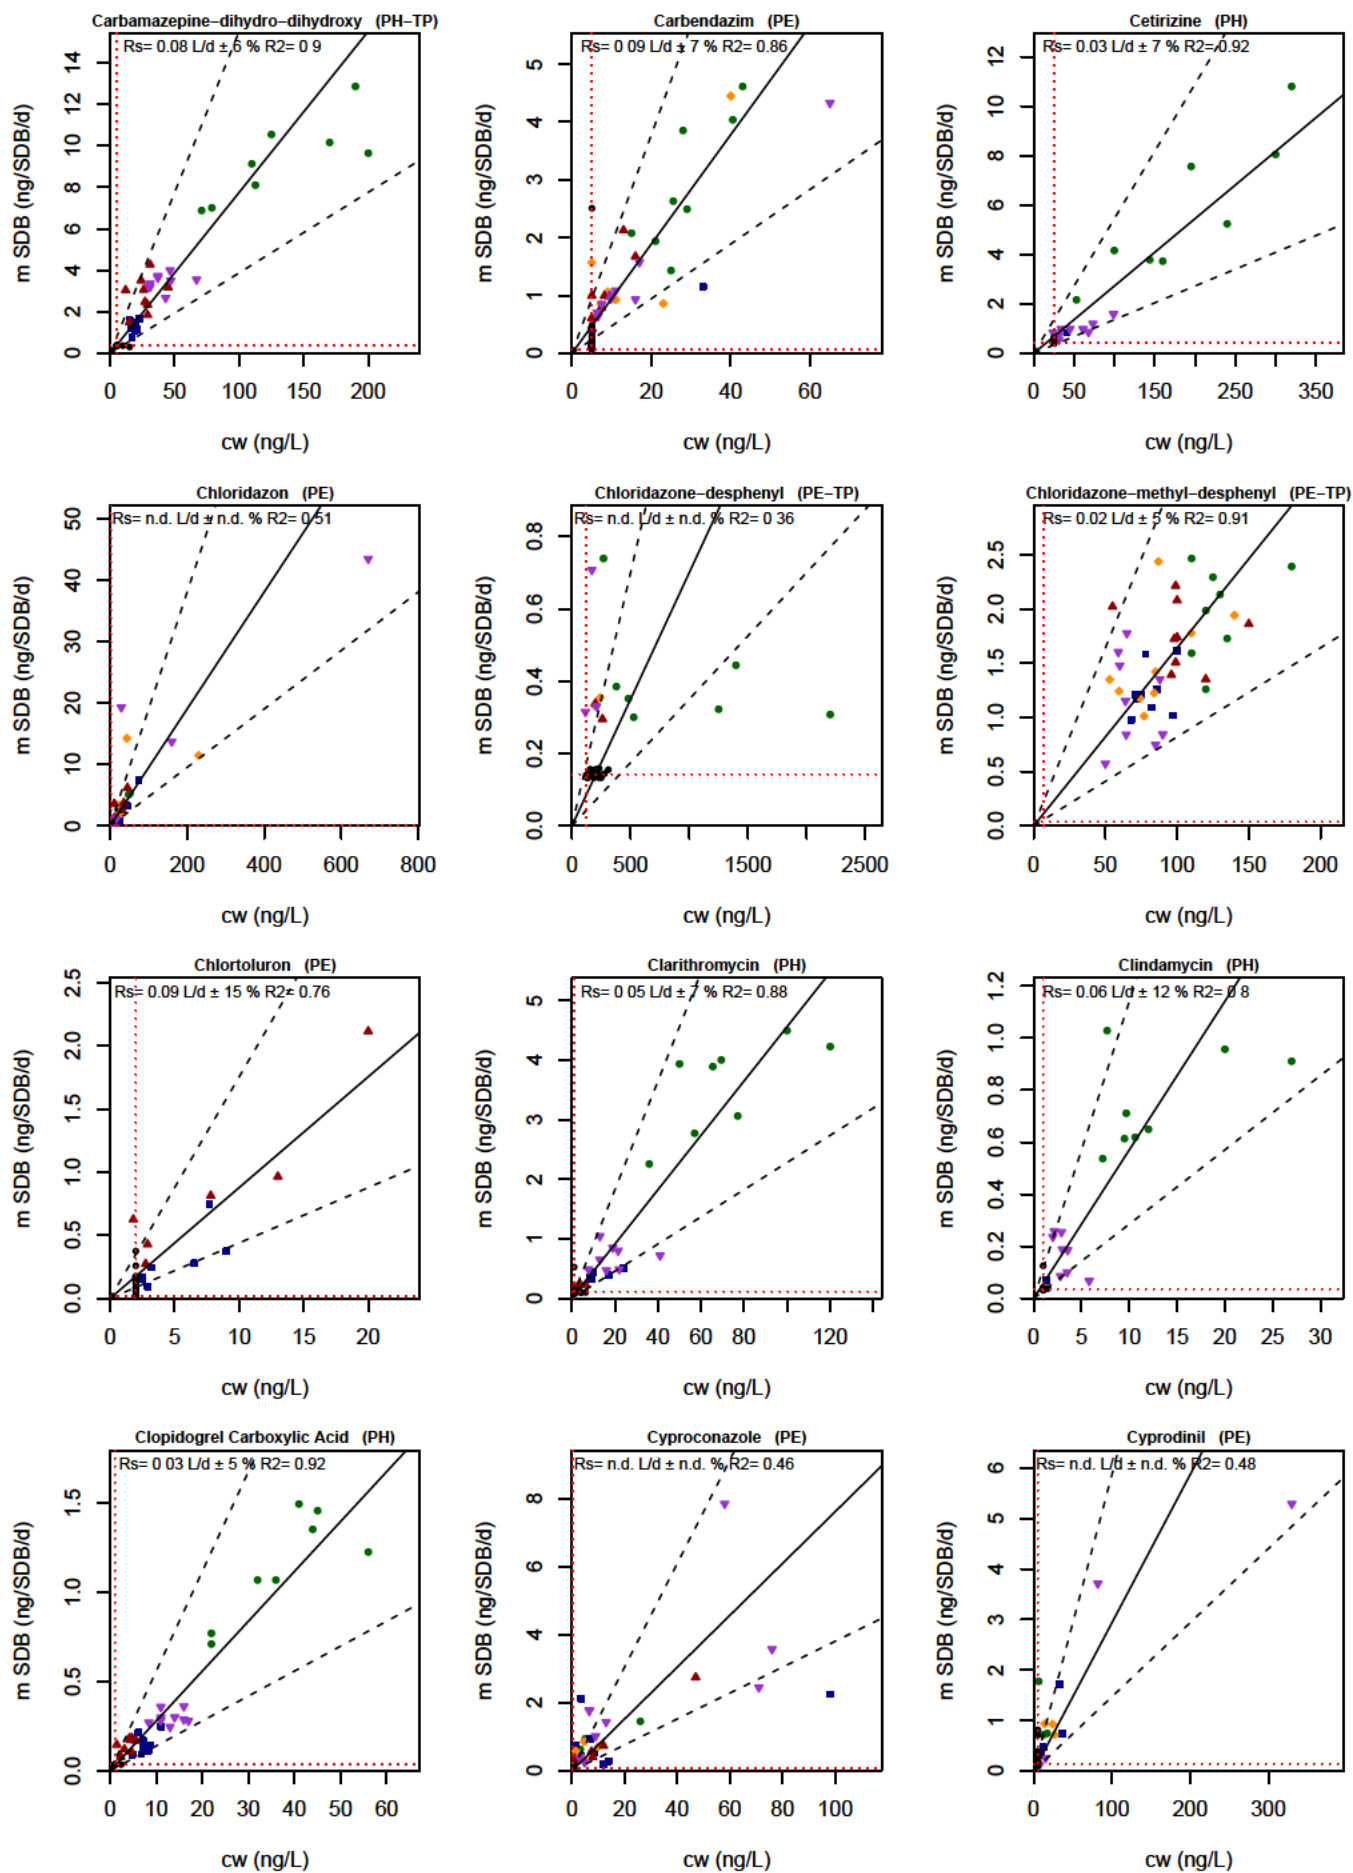 Carbamazepine−dihydro−dihydroxy (PH−TP)
Rs= 0.08 L/d ± 6 % R2= 0 9
m SDB (ng/SDB/d)
14
12
10
8
6
4
2
0
0 50 100 150 200
cw (ng/L)
Carbendazim (PE)
Rs= 0 09 L/d ± 7 % R2= 0.86
m SDB (ng/SDB/d)
5
4
3
2
1
0
0 20 40 60
cw (ng/L)
Cetirizine (PH)
Rs= 0.03 L/d ± 7 % R2= 0.92
m SDB (ng/SDB/d)
12
10
8
6
4
2
0
0 50 150 250 350
cw (ng/L)
Chloridazon (PE)
Rs= n.d. L/d ± n.d. % R2= 0 51
m SDB (ng/SDB/d)
50
40
30
20
10
0
0 200 400 600 800
cw (ng/L)
Chloridazone−desphenyl (PE−TP)
Rs= n.d. L/d ± n.d. % R2= 0 36
m SDB (ng/SDB/d)
0.8
0.6
0.4
0.2
0.0
0 500 1500 2500
cw (ng/L)
Chloridazone−methyl−desphenyl (PE−TP)
Rs= 0.02 L/d ± 5 % R2= 0.91
m SDB (ng/SDB/d)
2.5
2.0
1.5
1.0
0.5
0.0
0 50 100 150 200
cw (ng/L)
Chlortoluron (PE)
Rs= 0.09 L/d ± 15 % R2= 0.76
m SDB (ng/SDB/d)
2.5
2.0
1.5
1.0
0.5
0.0
0 5 10 15 20
cw (ng/L)
Clarithromycin (PH)
Rs= 0 05 L/d ± 7 % R2= 0.88
m SDB (ng/SDB/d)
5
4
3
2
1
0
0 20 40 60 80 120
cw (ng/L)
Clindamycin (PH)
Rs= 0.06 L/d ± 12 % R2= 0 8
m SDB (ng/SDB/d)
1.2
1.0
0.8
0.6
0.4
0.2
0.0
0 5 10 15 20 25 30
cw (ng/L)
Clopidogrel Carboxylic Acid (PH)
Rs= 0 03 L/d ± 5 % R2= 0.92
m SDB (ng/SDB/d)
1.5
1.0
0.5
0.0
0 10 20 30 40 50 60
cw (ng/L)
Cyproconazole (PE)
Rs= n.d. L/d ± n.d. % R2= 0.46
m SDB (ng/SDB/d)
8
6
4
2
0
0 20 40 60 80 100
cw (ng/L)
Cyprodinil (PE)
Rs= n.d. L/d ± n.d. % R2= 0.48
m SDB (ng/SDB/d)
6
5
4
3
2
1
0
0 100 200 300
cw (ng/L)